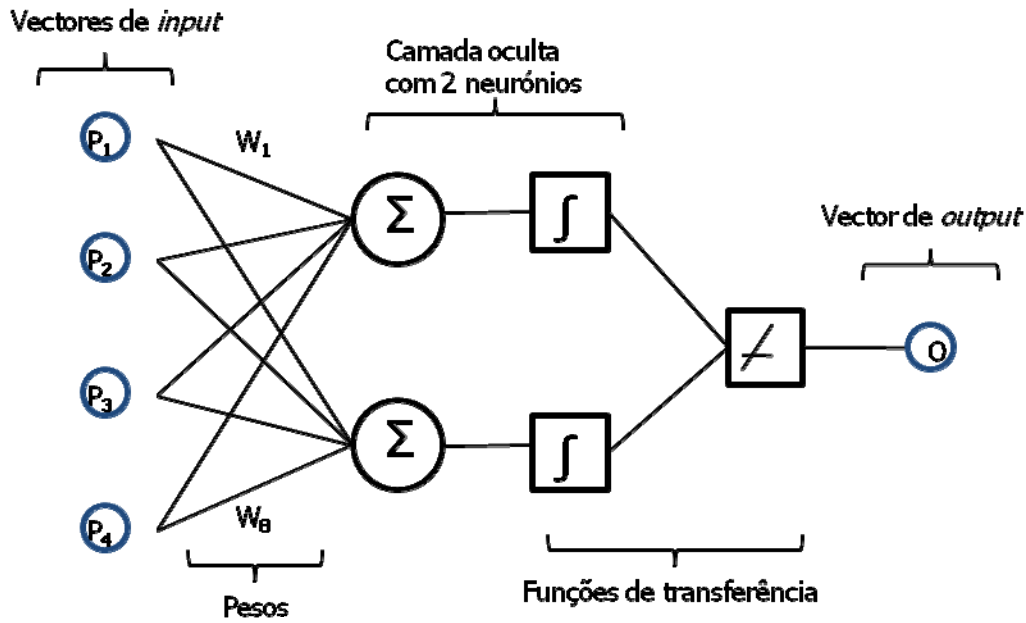 Vectores de input
Camada oculta
com 2 neurónios
P1
W1
Σ
∫
Vector de output
P2
O
P3
Σ
∫
P4
W8
Pesos
Funções de transferência